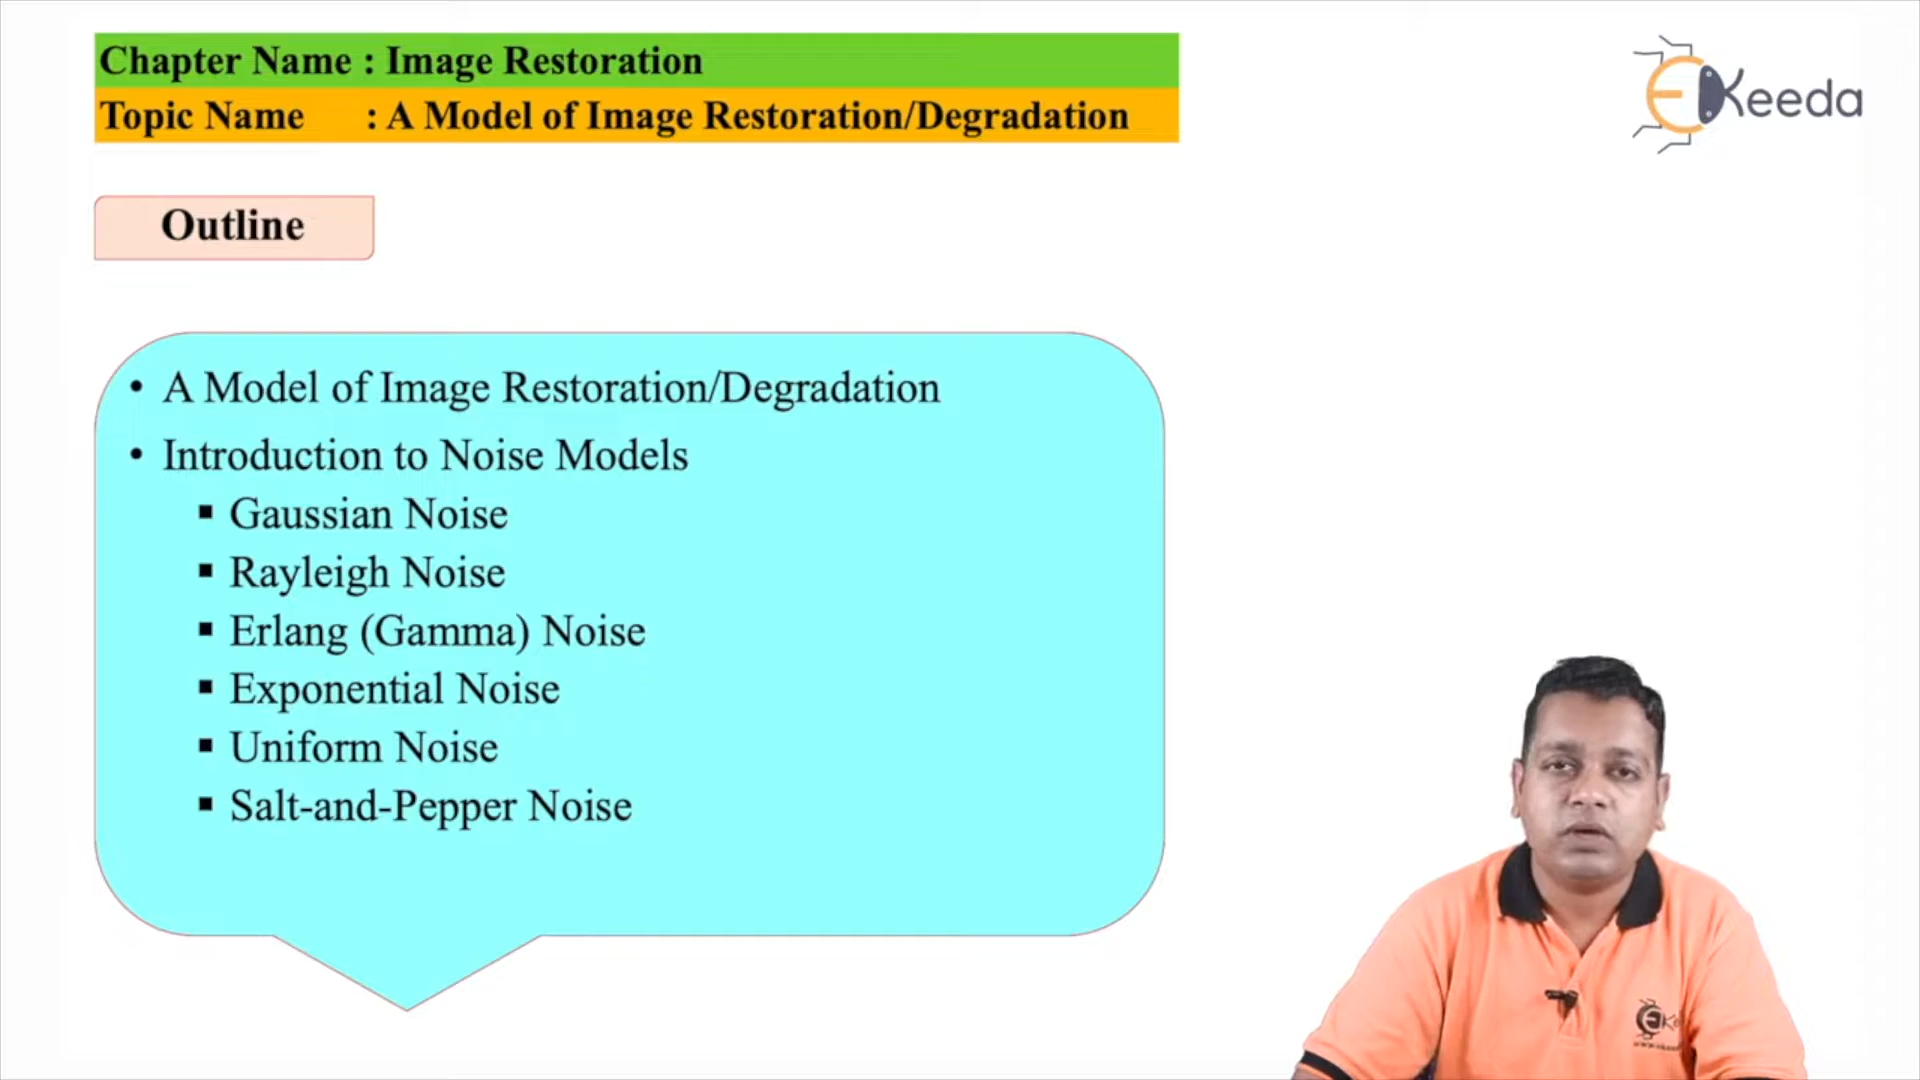 Chapter Name : Image Restoration
Topic Name : A Model of Image Restoration/Degradation
EKeeda
Outline
• A Model of Image Restoration/Degradation
• Introduction to Noise Models
▪ Gaussian Noise
▪ Rayleigh Noise
▪ Erlang (Gamma) Noise
▪ Exponential Noise
▪ Uniform Noise
▪ Salt-and-Pepper Noise